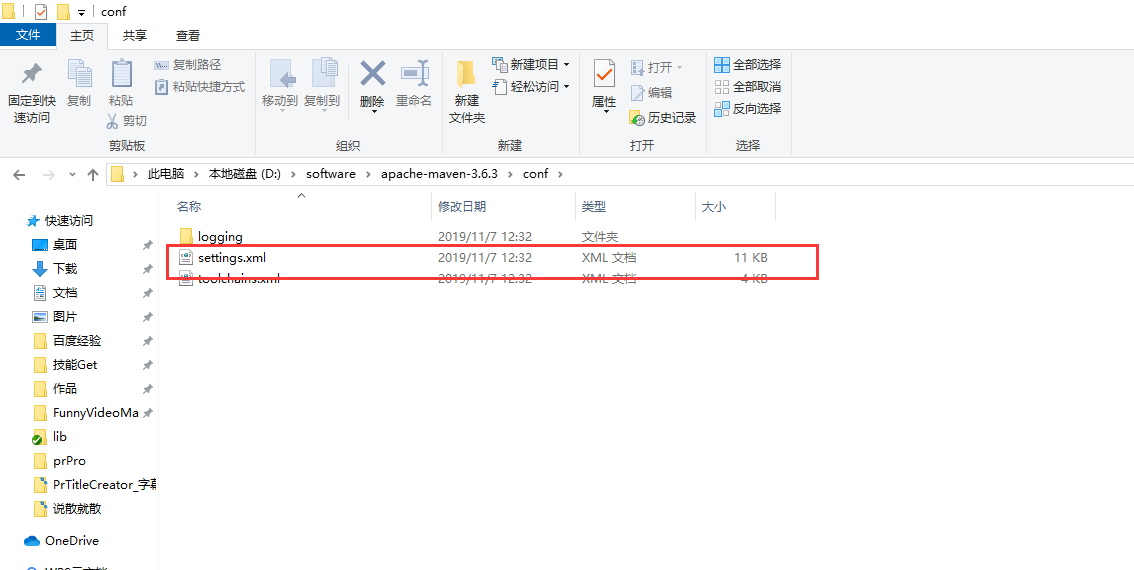 conf
文件 主页 共享 查看
固定到快速访问
复制
粘贴
复制路径
粘贴快捷方式
剪切
剪贴板
移动到
复制到
删除
重命名
组织
新建文件夹
新建项目
轻松访问
新建
属性
打开
编辑
历史记录
打开
全部选择
全部取消
反向选择
选择
此电脑 › 本地磁盘 (D:) › software › apache-maven-3.6.3 › conf ›
名称 修改日期 类型 大小
logging 2019/11/7 12:32 文件夹
settings.xml 2019/11/7 12:32 XML 文档 11 KB
toolchains.xml 2019/11/7 12:32 XML 文档 4 KB
快速访问
桌面
下载
文档
图片
百度经验
技能Get
作品
FunnyVideoMa
lib
prPro
PrTitleCreator_字幕
说散就散
OneDrive
WPS云文档